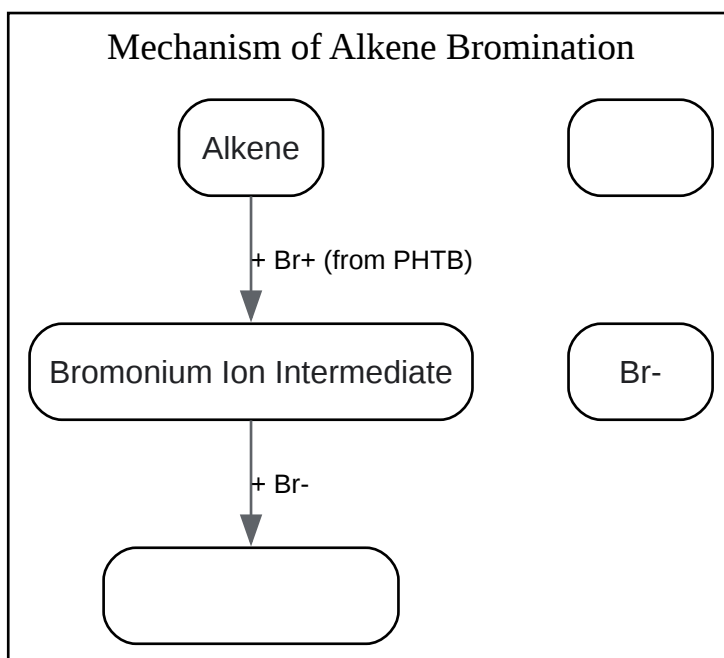 Mechanism of Alkene Bromination
Alkene
+ Br+ (from PHTB)
Bromonium Ion Intermediate
Br-
+ Br-